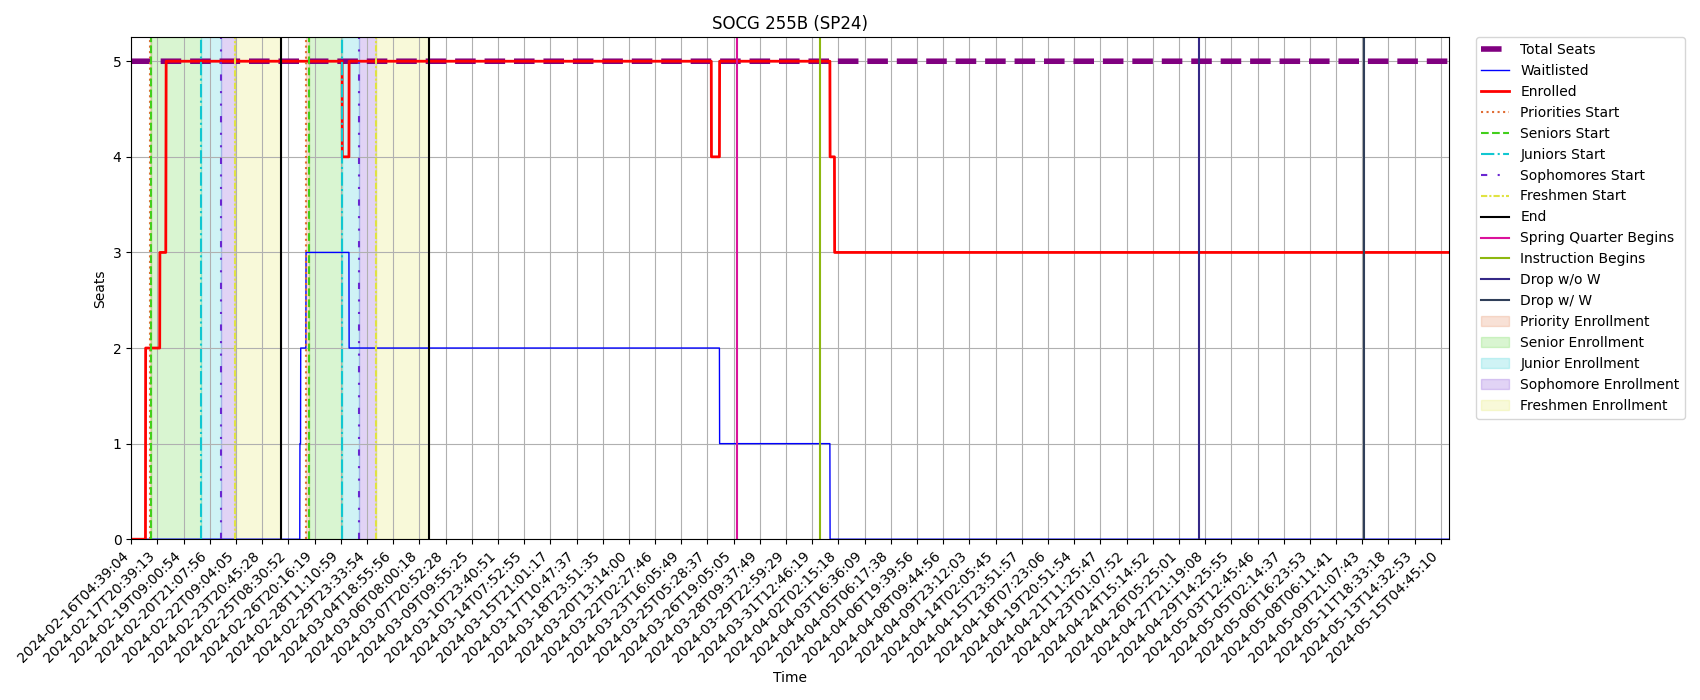 SOCG 255B (SP24)
5
4
3
2
1
0
Seats
2024-02-16T04:39:04
2024-02-17T20:39:13
2024-02-19T09:00:54
2024-02-20T21:07:56
2024-02-22T09:04:05
2024-02-23T20:45:28
2024-02-25T08:30:52
2024-02-26T20:16:19
2024-02-28T11:10:59
2024-02-29T23:33:54
2024-03-04T18:55:56
2024-03-06T08:00:18
2024-03-07T20:52:28
2024-03-09T09:55:25
2024-03-10T23:40:51
2024-03-14T07:52:55
2024-03-15T21:01:17
2024-03-17T10:47:37
2024-03-18T23:51:35
2024-03-20T13:14:00
2024-03-22T02:27:46
2024-03-23T16:05:49
2024-03-25T05:28:37
2024-03-26T19:05:05
2024-03-28T09:37:49
2024-03-29T22:59:29
2024-03-31T12:46:19
2024-04-02T02:15:18
2024-04-03T16:36:09
2024-04-05T06:17:38
2024-04-06T19:39:56
2024-04-08T09:44:56
2024-04-09T23:12:03
2024-04-14T02:05:45
2024-04-15T23:51:57
2024-04-18T07:23:06
2024-04-19T20:51:54
2024-04-21T11:25:47
2024-04-23T01:07:52
2024-04-24T15:14:52
2024-04-26T05:25:01
2024-04-27T21:19:08
2024-04-29T14:25:55
2024-05-03T12:45:46
2024-05-05T02:14:37
2024-05-06T16:23:53
2024-05-08T06:11:41
2024-05-09T21:07:43
2024-05-11T18:33:18
2024-05-13T14:32:53
2024-05-15T04:45:10
Time
Total Seats
Waitlisted
Enrolled
Priorities Start
Seniors Start
Juniors Start
Sophomores Start
Freshmen Start
End
Spring Quarter Begins
Instruction Begins
Drop w/o W
Drop w/ W
Priority Enrollment
Senior Enrollment
Junior Enrollment
Sophomore Enrollment
Freshmen Enrollment